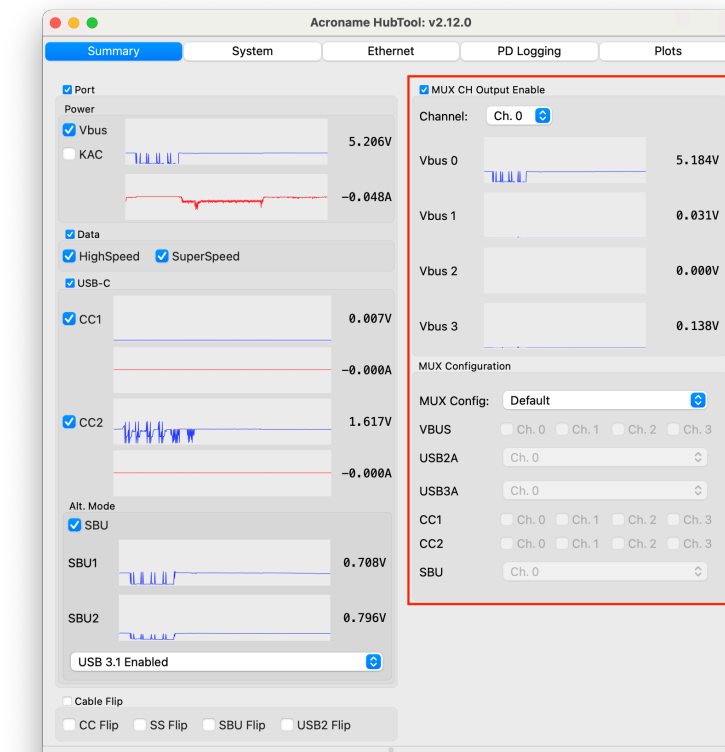 Acroname HubTool: v2.12.0
Summary System Ethernet PD Logging Plots
Port
Power
Vbus
5.206V
KAC
-0.048A
Data
HighSpeed SuperSpeed
USB-C
CC1
0.007V
-0.000A
CC2
1.617V
-0.000A
Alt. Mode
SBU
SBU1
0.708V
SBU2
0.796V
USB 3.1 Enabled
Cable Flip
CC Flip SS Flip SBU Flip USB2 Flip
MUX CH Output Enable
Channel: Ch. 0
Vbus 0 5.184V
Vbus 1 0.031V
Vbus 2 0.000V
Vbus 3 0.138V
MUX Configuration
MUX Config: Default
VBUS Ch. 0 Ch. 1 Ch. 2 Ch. 3
USB2A Ch. 0
USB3A Ch. 0
CC1 Ch. 0 Ch. 1 Ch. 2 Ch. 3
CC2 Ch. 0 Ch. 1 Ch. 2 Ch. 3
SBU Ch. 0